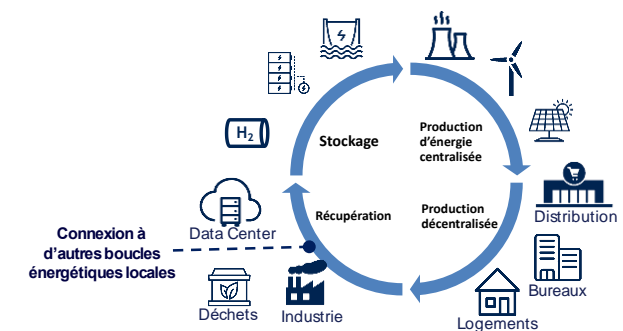 H2
Stockage
Production
d'énergie
centralisée
Distribution
Data Center
Récupération
Production
décentralisée
Connexion à
d'autres boucles
énergétiques locales
Bureaux
Déchets
Industrie
Logements